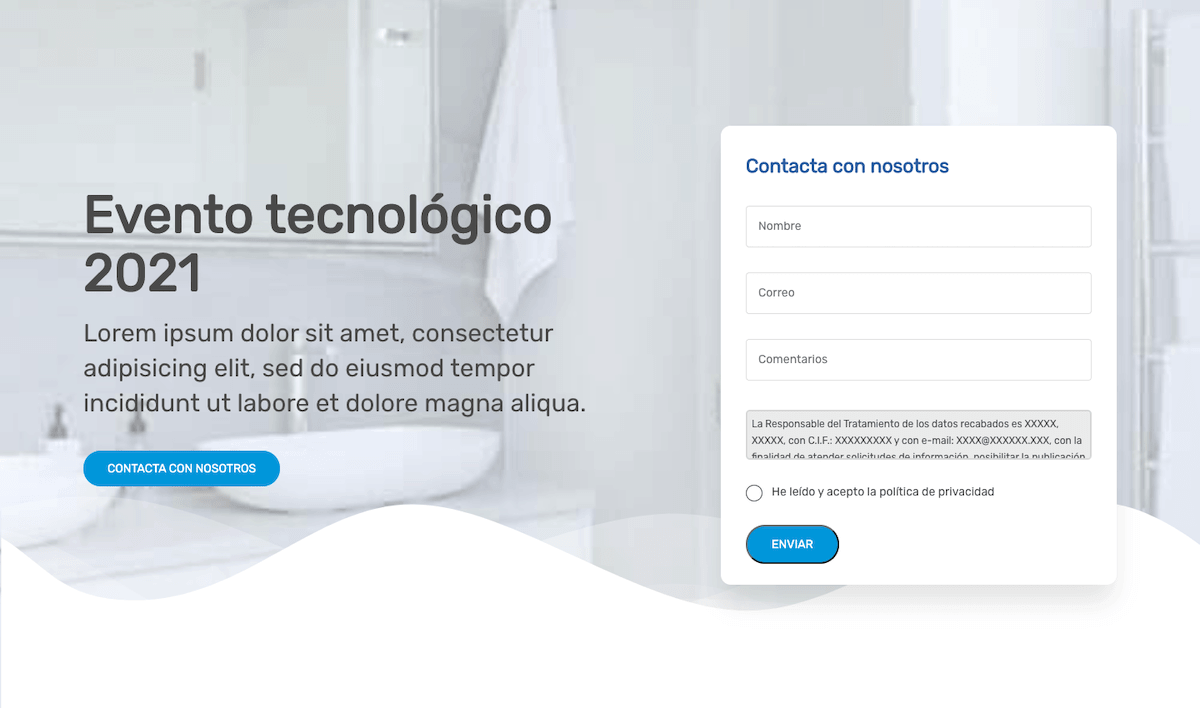 Evento tecnológico
2021
Lorem ipsum dolor sit amet, consectetur
adipisicing elit, sed do eiusmod tempor
incididunt ut labore et dolore magna aliqua.
CONTACTA CON NOSOTROS
Contacta con nosotros
Nombre
Correo
Comentarios
La Responsable del Tratamiento de los datos recabados es XXXXX,
XXXXX, con C.I.F.: XXXXXXXXX y con e-mail: XXXX@XXXXXX.XXX, con la
finalidad de atender solicitudes de información, posibilitar la publicación
He leído y acepto la política de privacidad
ENVIAR